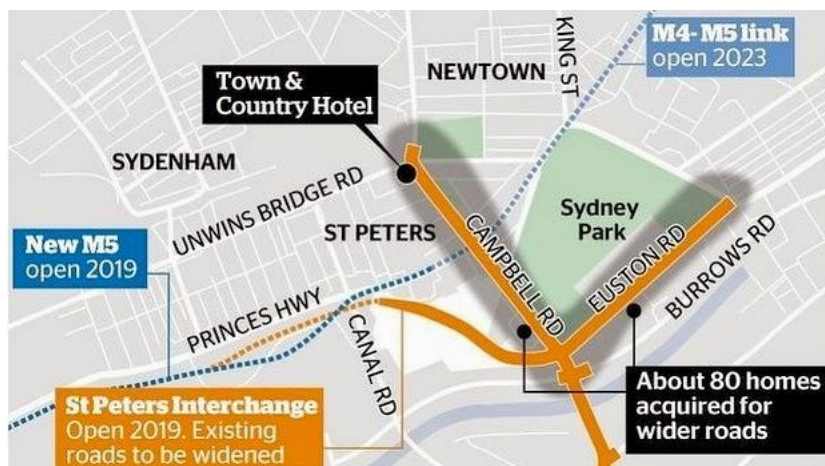 M4-M5 link
open 2023
KING ST
NEWTOWN
Town &
Country Hotel
SYDENHAM
UNWINS BRIDGE RD
ST PETERS
Sydney
Park
CAMPBELL RD
EUSTON RD
BURROWS RD
New M5
open 2019
PRINCES HWY
CANAL RD
St Peters Interchange
Open 2019. Existing
roads to be widened
About 80 homes
acquired for
wider roads